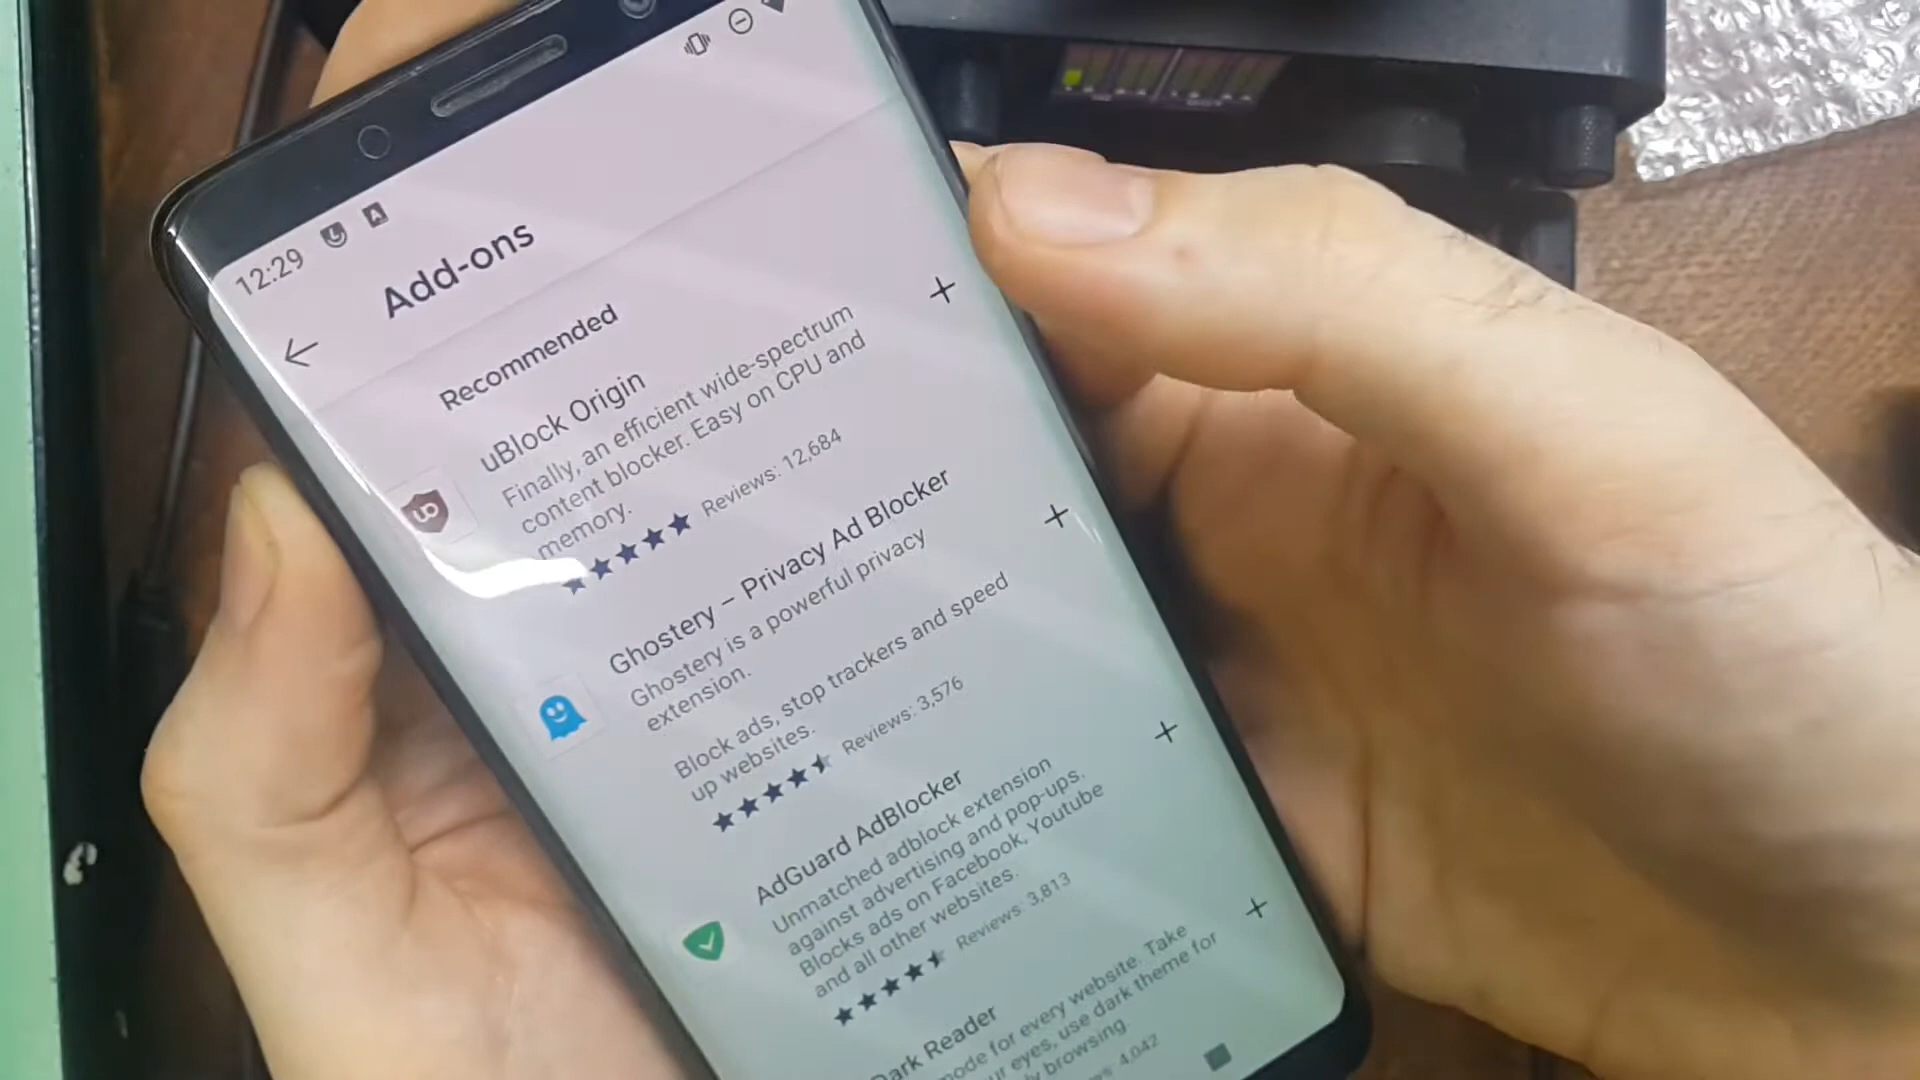 12:29
Add-ons
Recommended
uBlock Origin
Finally, an efficient wide-spectrum
content blocker. Easy on CPU and
memory.
Reviews: 12,684
Ghostery – Privacy Ad Blocker
Ghostery is a powerful privacy
extension.
Block ads, stop trackers and speed
up websites.
Reviews: 3,576
AdGuard AdBlocker
Unmatched adblock extension
against advertising and pop-ups.
Blocks ads on Facebook, Youtube
and all other websites.
Reviews: 3,813
Dark Reader
mode for every website. Take
eyes, use dark theme for
browsing
4,042